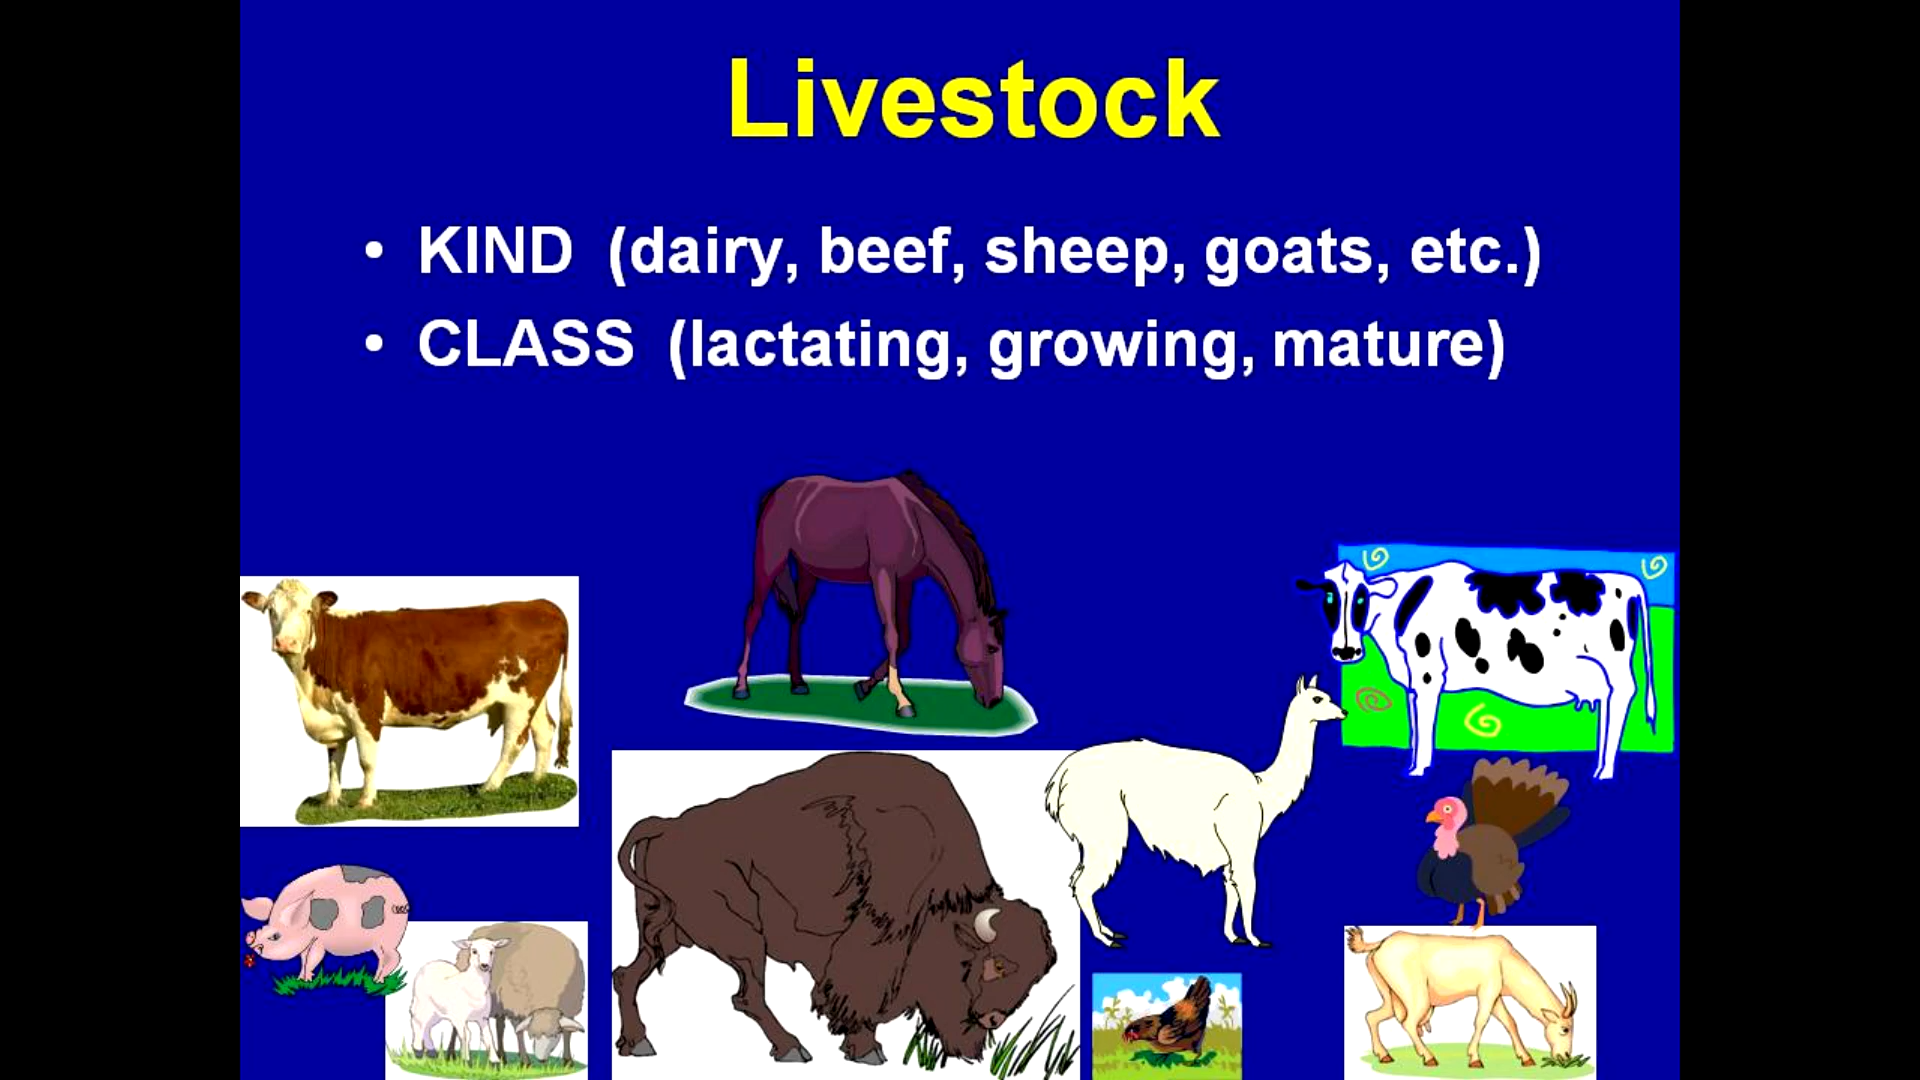 Livestock
• KIND (dairy, beef, sheep, goats, etc.)
• CLASS (lactating, growing, mature)